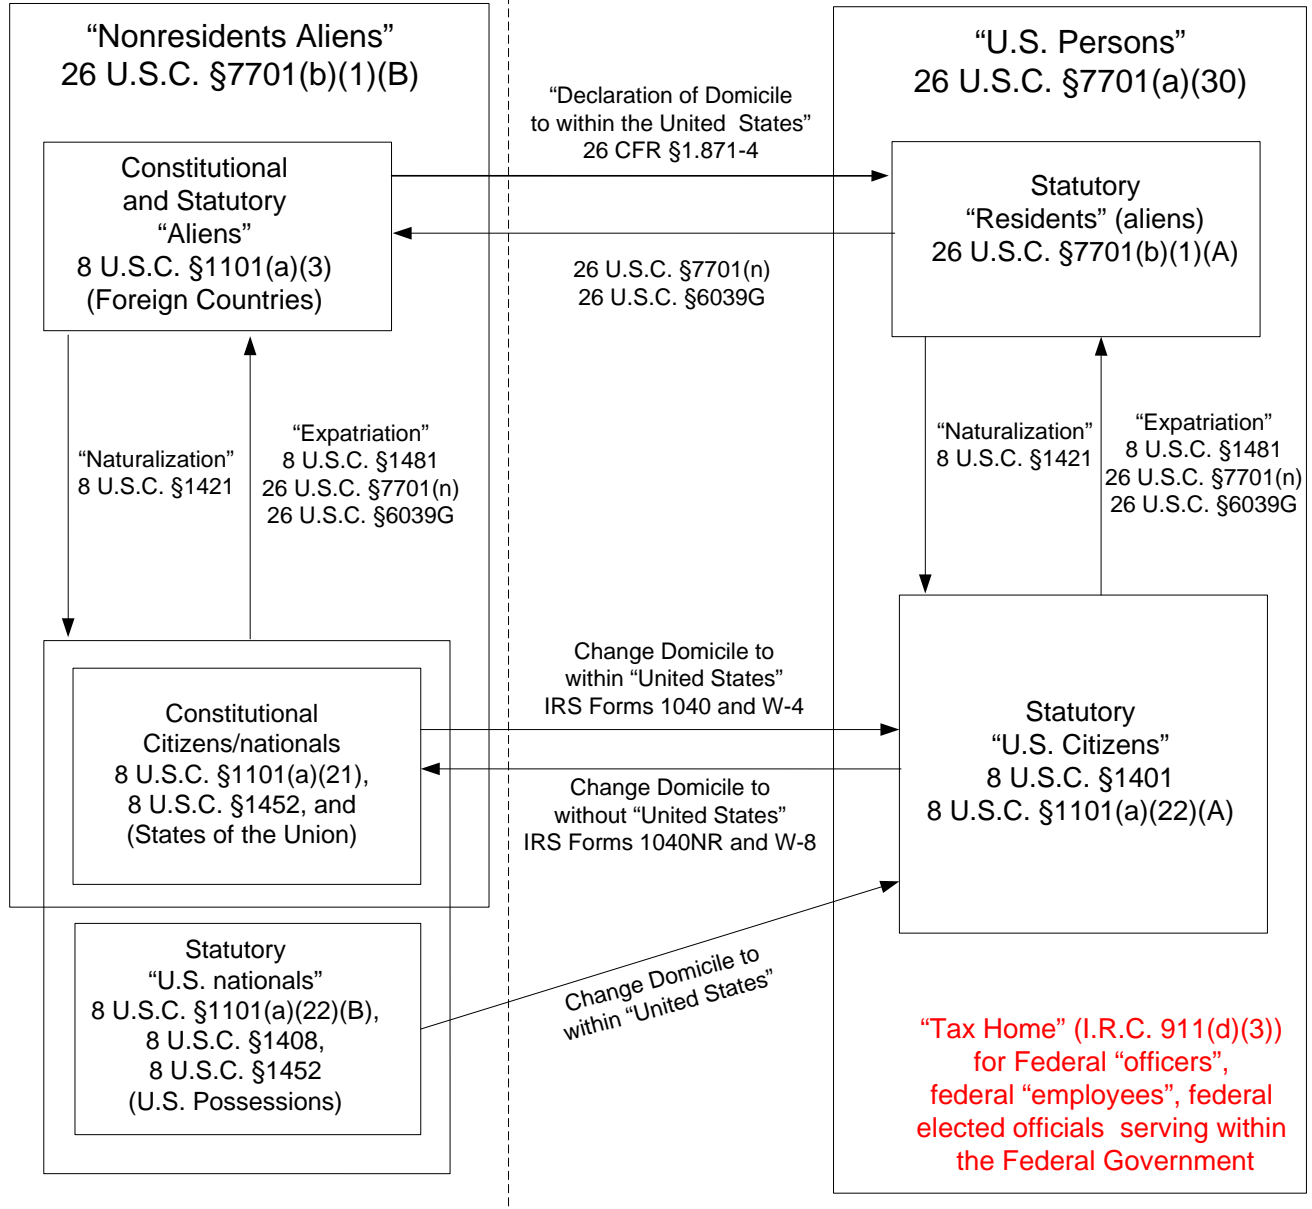 “Nonresidents Aliens”
26 U.S.C. §7701(b)(1)(B)
Constitutional
and Statutory
“Aliens”
8 U.S.C. §1101(a)(3)
(Foreign Countries)
“Declaration of Domicile
to within the United  States”
26 CFR §1.871-4
26 U.S.C. §7701(n)
26 U.S.C. §6039G
“U.S. Persons”
26 U.S.C. §7701(a)(30)
Statutory
“Residents” (aliens)
26 U.S.C. §7701(b)(1)(A)
“Naturalization”
8 U.S.C. §1421
“Expatriation”
8 U.S.C. §1481
26 U.S.C. §7701(n)
26 U.S.C. §6039G
“Naturalization”
8 U.S.C. §1421
“Expatriation”
8 U.S.C. §1481
26 U.S.C. §7701(n)
26 U.S.C. §6039G
Constitutional
Citizens/nationals
8 U.S.C. §1101(a)(21),
8 U.S.C. §1452, and
(States of the Union)
Change Domicile to
within “United States”
IRS Forms 1040 and W-4
Change Domicile to
without “United States”
IRS Forms 1040NR and W-8
Statutory
“U.S. Citizens”
8 U.S.C. §1401
8 U.S.C. §1101(a)(22)(A)
Statutory
“U.S. nationals”
8 U.S.C. §1101(a)(22)(B),
8 U.S.C. §1408,
8 U.S.C. §1452
(U.S. Possessions)
Change Domicile to
within “United States”
“Tax Home” (I.R.C. 911(d)(3))
for Federal “officers”,
federal “employees”, federal
elected officials  serving within
the Federal Government